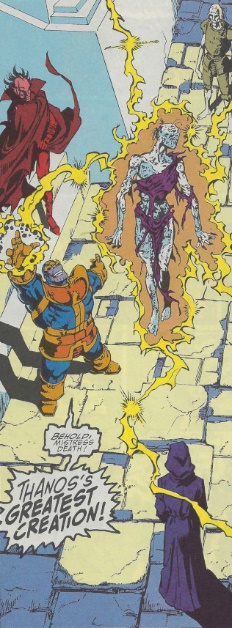 BEHOLD,
MISTRESS
DEATH!
THANOS'S
GREATEST
CREATION!